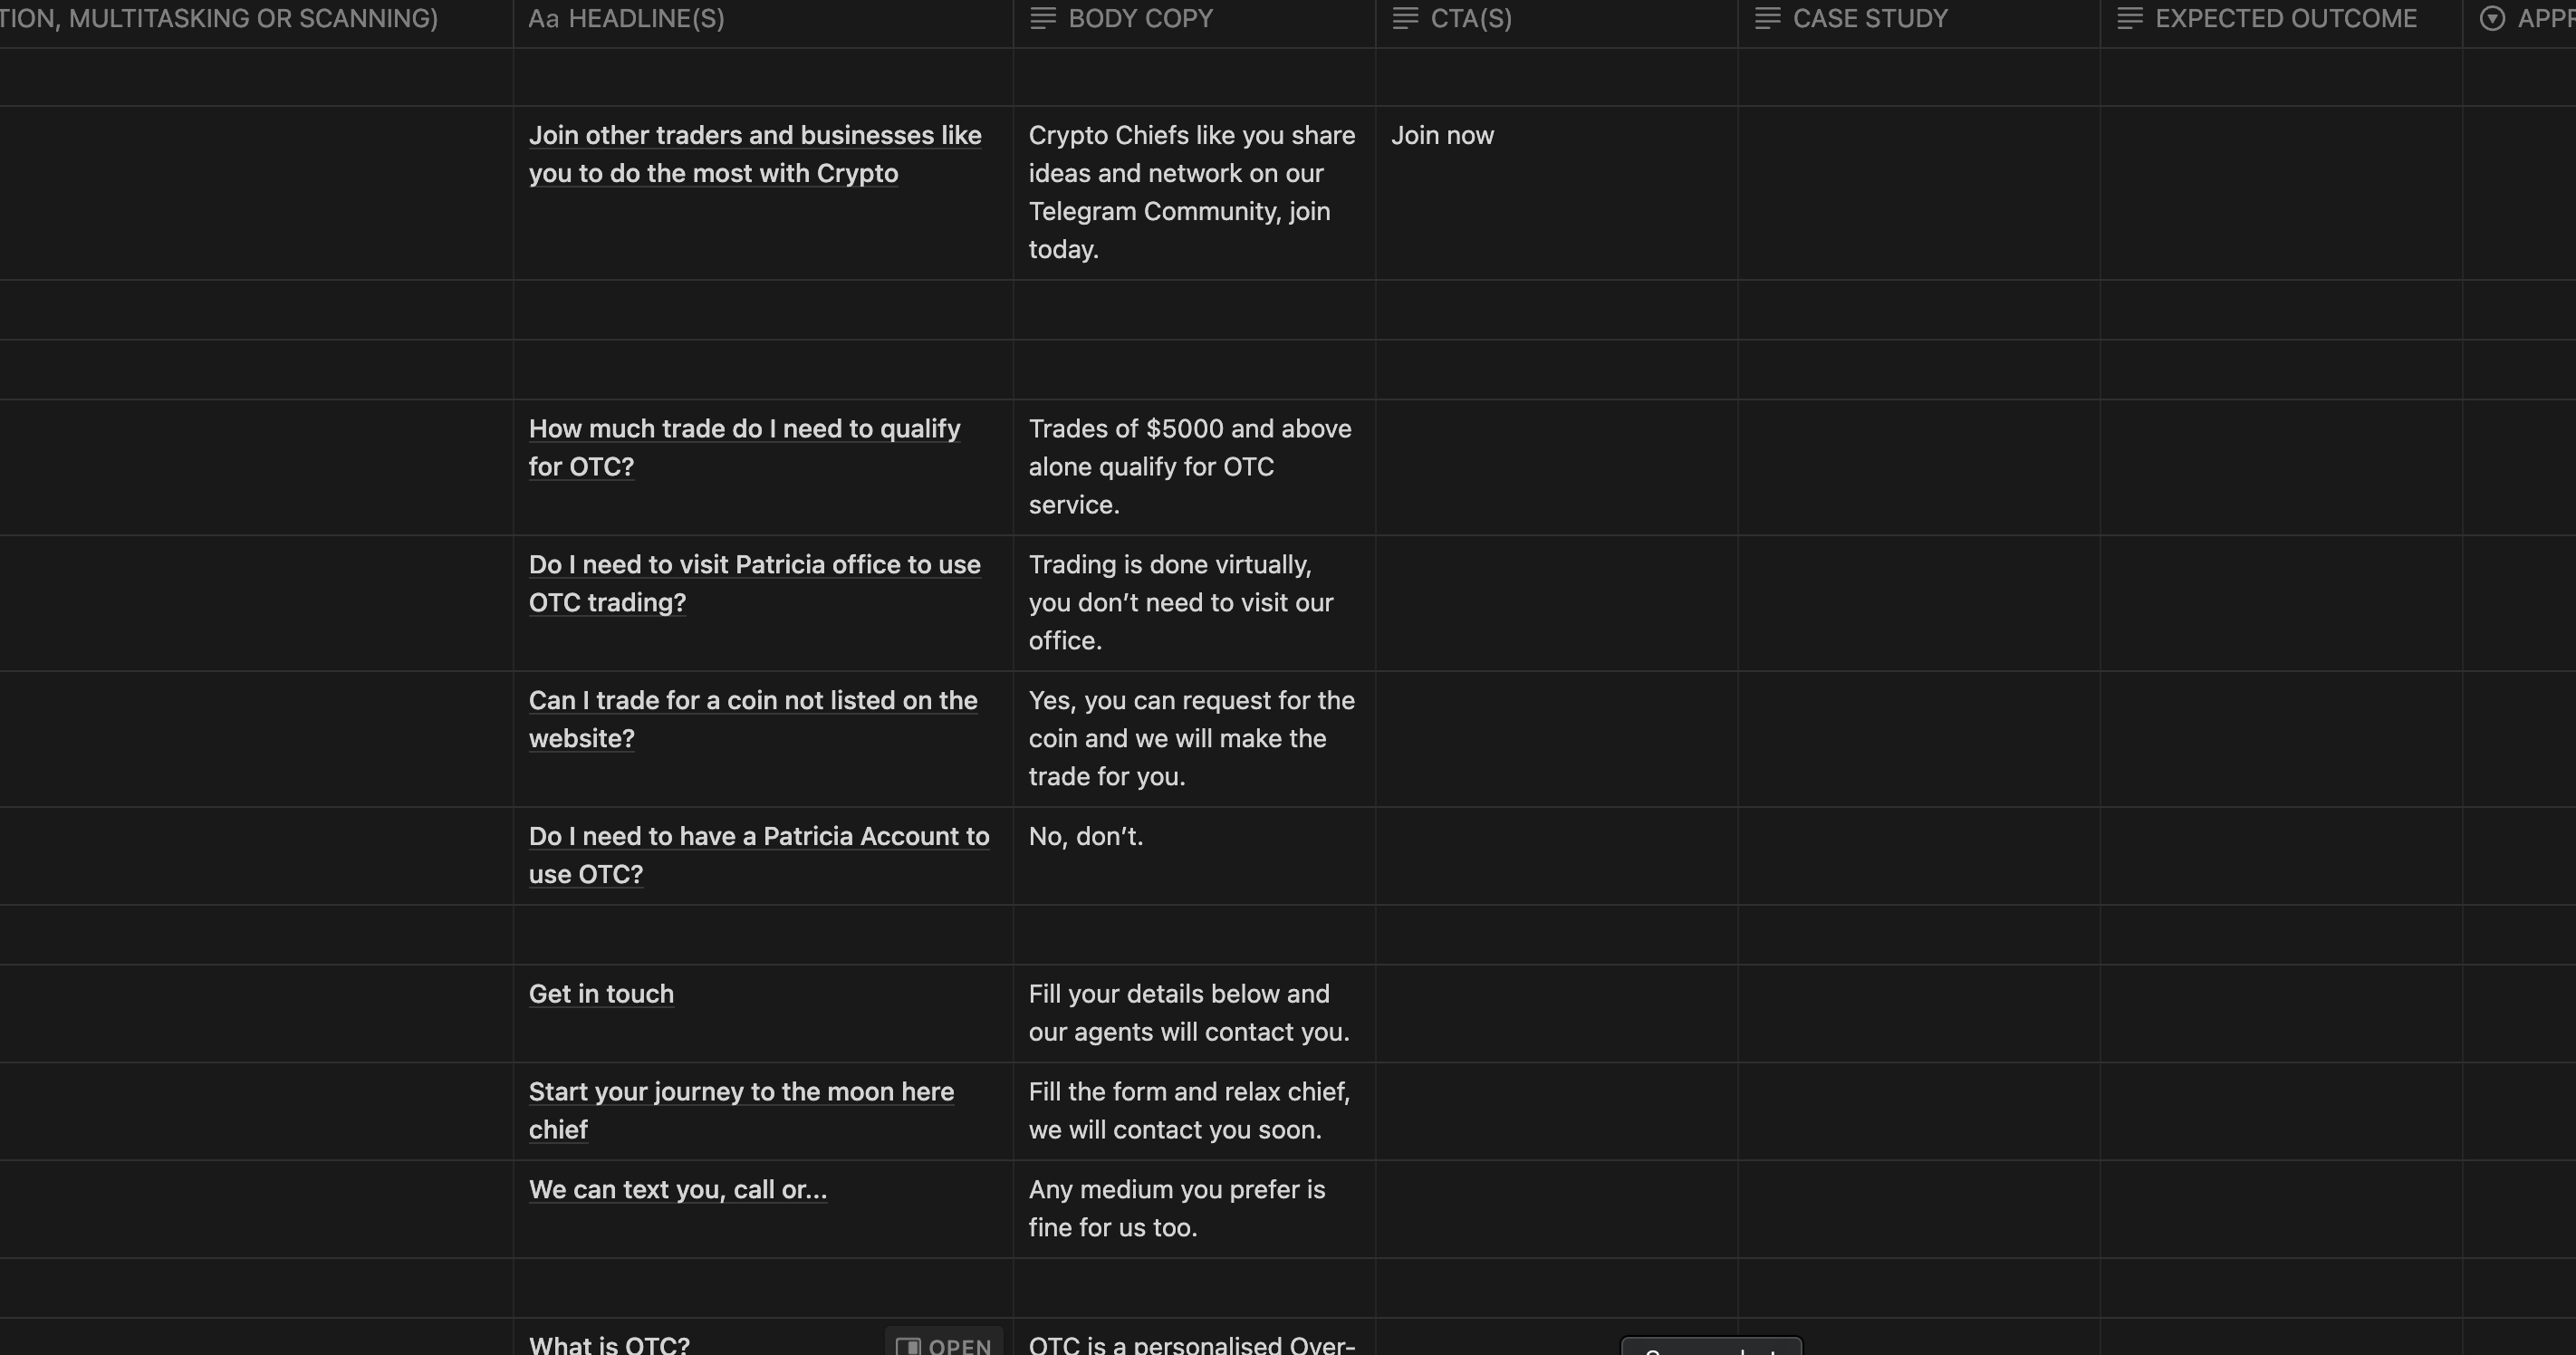 TION, MULTITASKING OR SCANNING)
Aa HEADLINE(S)
BODY COPY
CTA(S)
CASE STUDY
EXPECTED OUTCOME
APPR
Join other traders and businesses like
you to do the most with Crypto
Crypto Chiefs like you share
ideas and network on our
Telegram Community, join
today.
Join now
How much trade do I need to qualify
for OTC?
Trades of $5000 and above
alone qualify for OTC
service.
Do I need to visit Patricia office to use
OTC trading?
Trading is done virtually,
you don’t need to visit our
office.
Can I trade for a coin not listed on the
website?
Yes, you can request for the
coin and we will make the
trade for you.
Do I need to have a Patricia Account to
use OTC?
No, don’t.
Get in touch
Fill your details below and
our agents will contact you.
Start your journey to the moon here
chief
Fill the form and relax chief,
we will contact you soon.
We can text you, call or...
Any medium you prefer is
fine for us too.
What is OTC?
OPEN
OTC is a personalised Over-